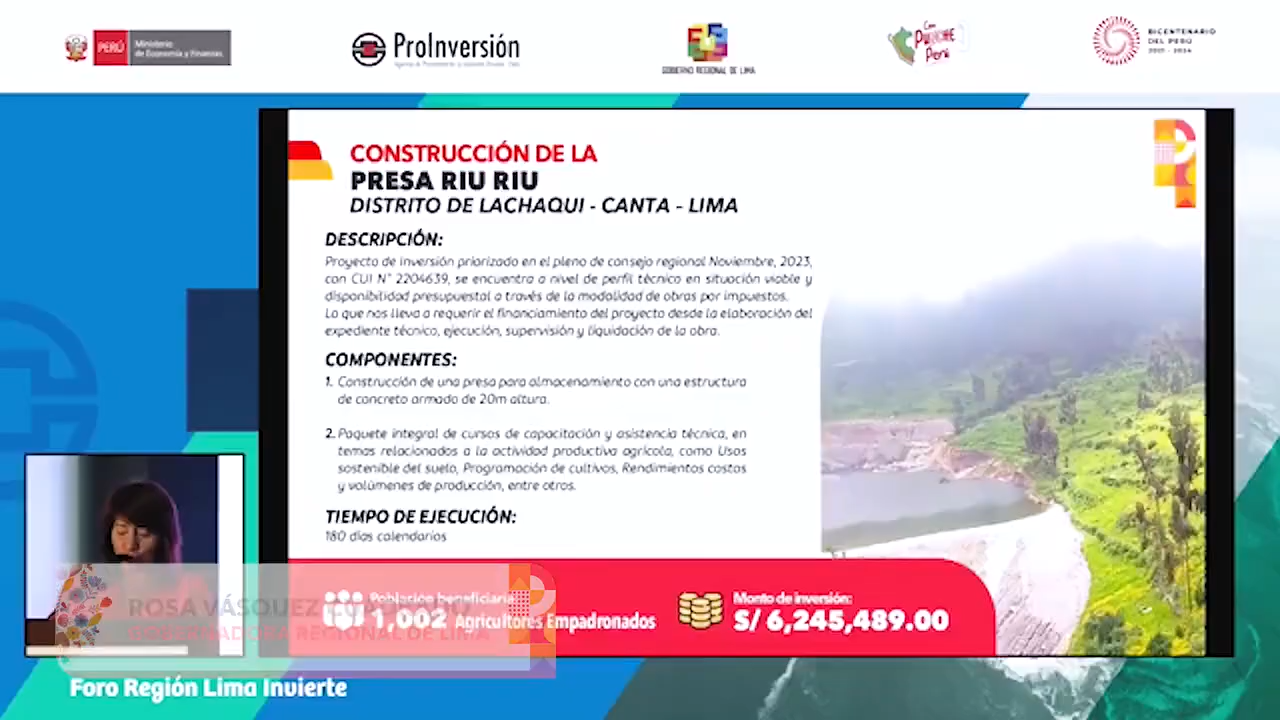 PERÚ
Ministerio
de Economía y Finanzas
ProInversión
GOBIERNO REGIONAL DE LIMA
Con
Punche
Perú
BICENTENARIO
DEL PERÚ
2021 - 2024
CONSTRUCCIÓN DE LA
PRESA RIU RIU
DISTRITO DE LACHAQUI - CANTA - LIMA
DESCRIPCIÓN:
Proyecto de inversión priorizado en el pleno de consejo regional Noviembre, 2023,
con CUI N° 2204639, se encuentra a nivel de perfil técnico en situación viable y
disponibilidad presupuestal a través de la modalidad de obras por impuestos.
Lo que nos lleva a requerir el financiamiento del proyecto desde la elaboración del
expediente técnico, ejecución, supervisión y liquidación de la obra.
COMPONENTES:
1. Construcción de una presa para almacenamiento con una estructura
de concreto armado de 20m altura.
2. Paquete integral de cursos de capacitación y asistencia técnica, en
temas relacionados a la actividad productiva agrícola, como Usos
sostenible del suelo, Programación de cultivos, Rendimientos costos
y volúmenes de producción, entre otros.
TIEMPO DE EJECUCIÓN:
180 días calendarios
Población beneficiaria:
1,002 Agricultores Empadronados
Monto de inversión:
S/ 6,245,489.00
ROSA VÁSQUEZ
GOBERNADORA REGIONAL DE LIMA
Foro Región Lima Invierte